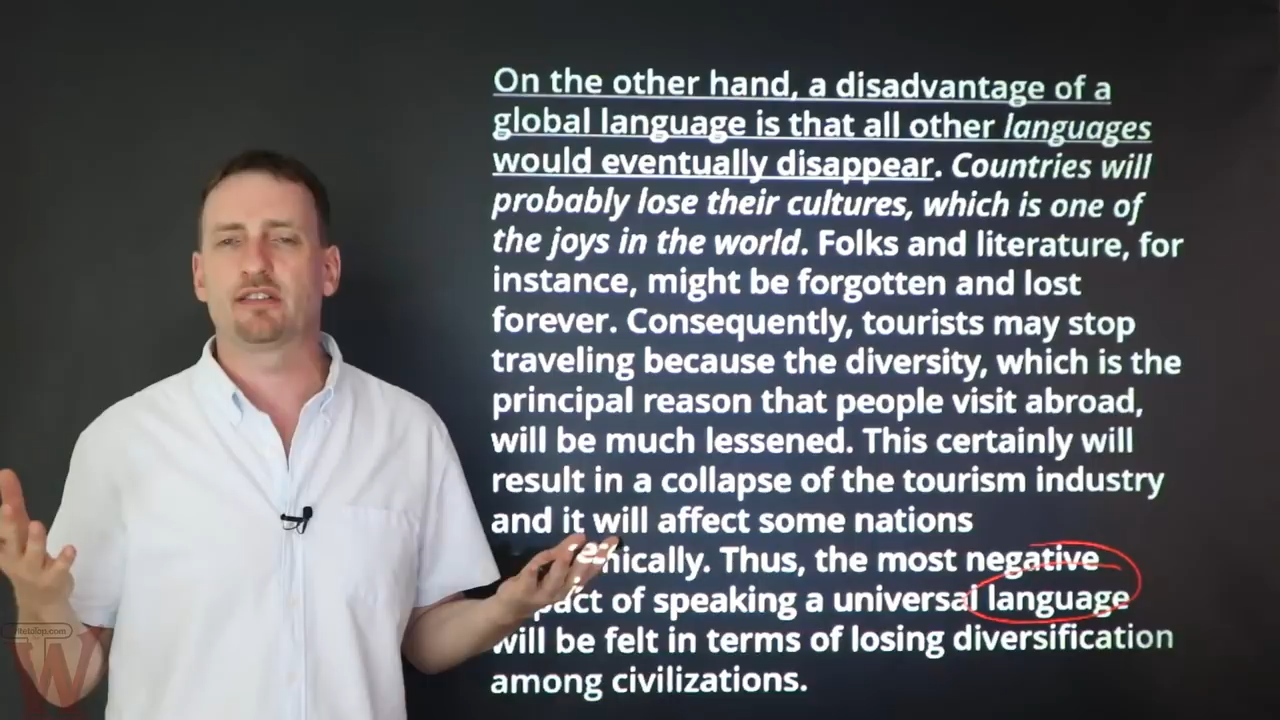 On the other hand, a disadvantage of a
global language is that all other languages
would eventually disappear. Countries will
probably lose their cultures, which is one of
the joys in the world. Folks and literature, for
instance, might be forgotten and lost
forever. Consequently, tourists may stop
traveling because the diversity, which is the
principal reason that people visit abroad,
will be much lessened. This certainly will
result in a collapse of the tourism industry
and it will affect some nations
Thus, the most negative
of speaking a universal language
will be felt in terms of losing diversification
among civilizations.
W